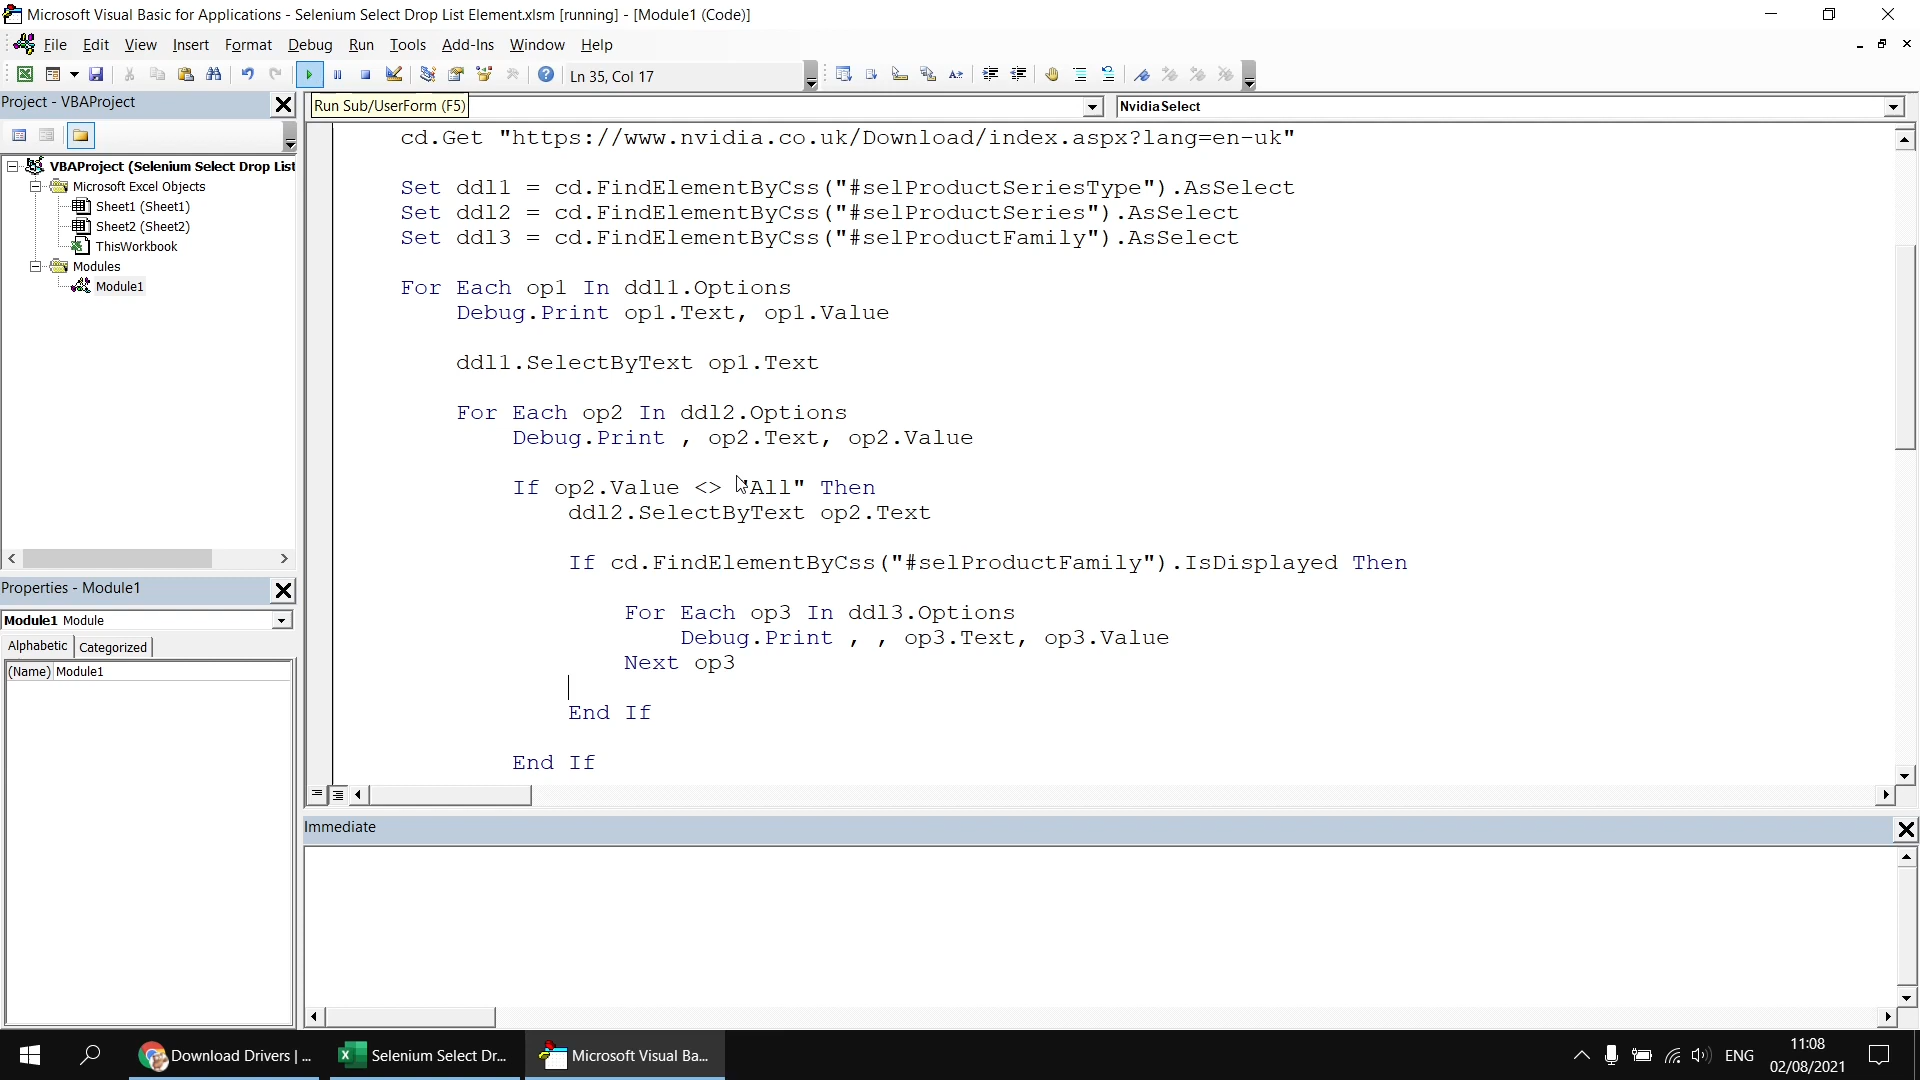 Microsoft Visual Basic for Applications - Selenium Select Drop List Element.xlsm [running] - [Module1 (Code)]
File Edit View Insert Format Debug Run Tools Add-Ins Window Help
Ln 35, Col 17
Project - VBAProject
Run Sub/UserForm (F5)
NvidiaSelect
VBAProject (Selenium Select Drop List
Microsoft Excel Objects
Sheet1 (Sheet1)
Sheet2 (Sheet2)
ThisWorkbook
Modules
Module1
cd.Get "https://www.nvidia.co.uk/Download/index.aspx?lang=en-uk"
Set ddl1 = cd.FindElementByCss("#selProductSeriesType").AsSelect
Set ddl2 = cd.FindElementByCss("#selProductSeries").AsSelect
Set ddl3 = cd.FindElementByCss("#selProductFamily").AsSelect
For Each op1 In ddl1.Options
Debug.Print op1.Text, op1.Value
ddl1.SelectByText op1.Text
For Each op2 In ddl2.Options
Debug.Print , op2.Text, op2.Value
If op2.Value <> "All" Then
ddl2.SelectByText op2.Text
If cd.FindElementByCss("#selProductFamily").IsDisplayed Then
For Each op3 In ddl3.Options
Debug.Print , , op3.Text, op3.Value
Next op3
End If
End If
Properties - Module1
Module1 Module
Alphabetic Categorized
(Name) Module1
Immediate
Download Drivers | ...
Selenium Select Dr...
Microsoft Visual Ba...
ENG
11:08
02/08/2021